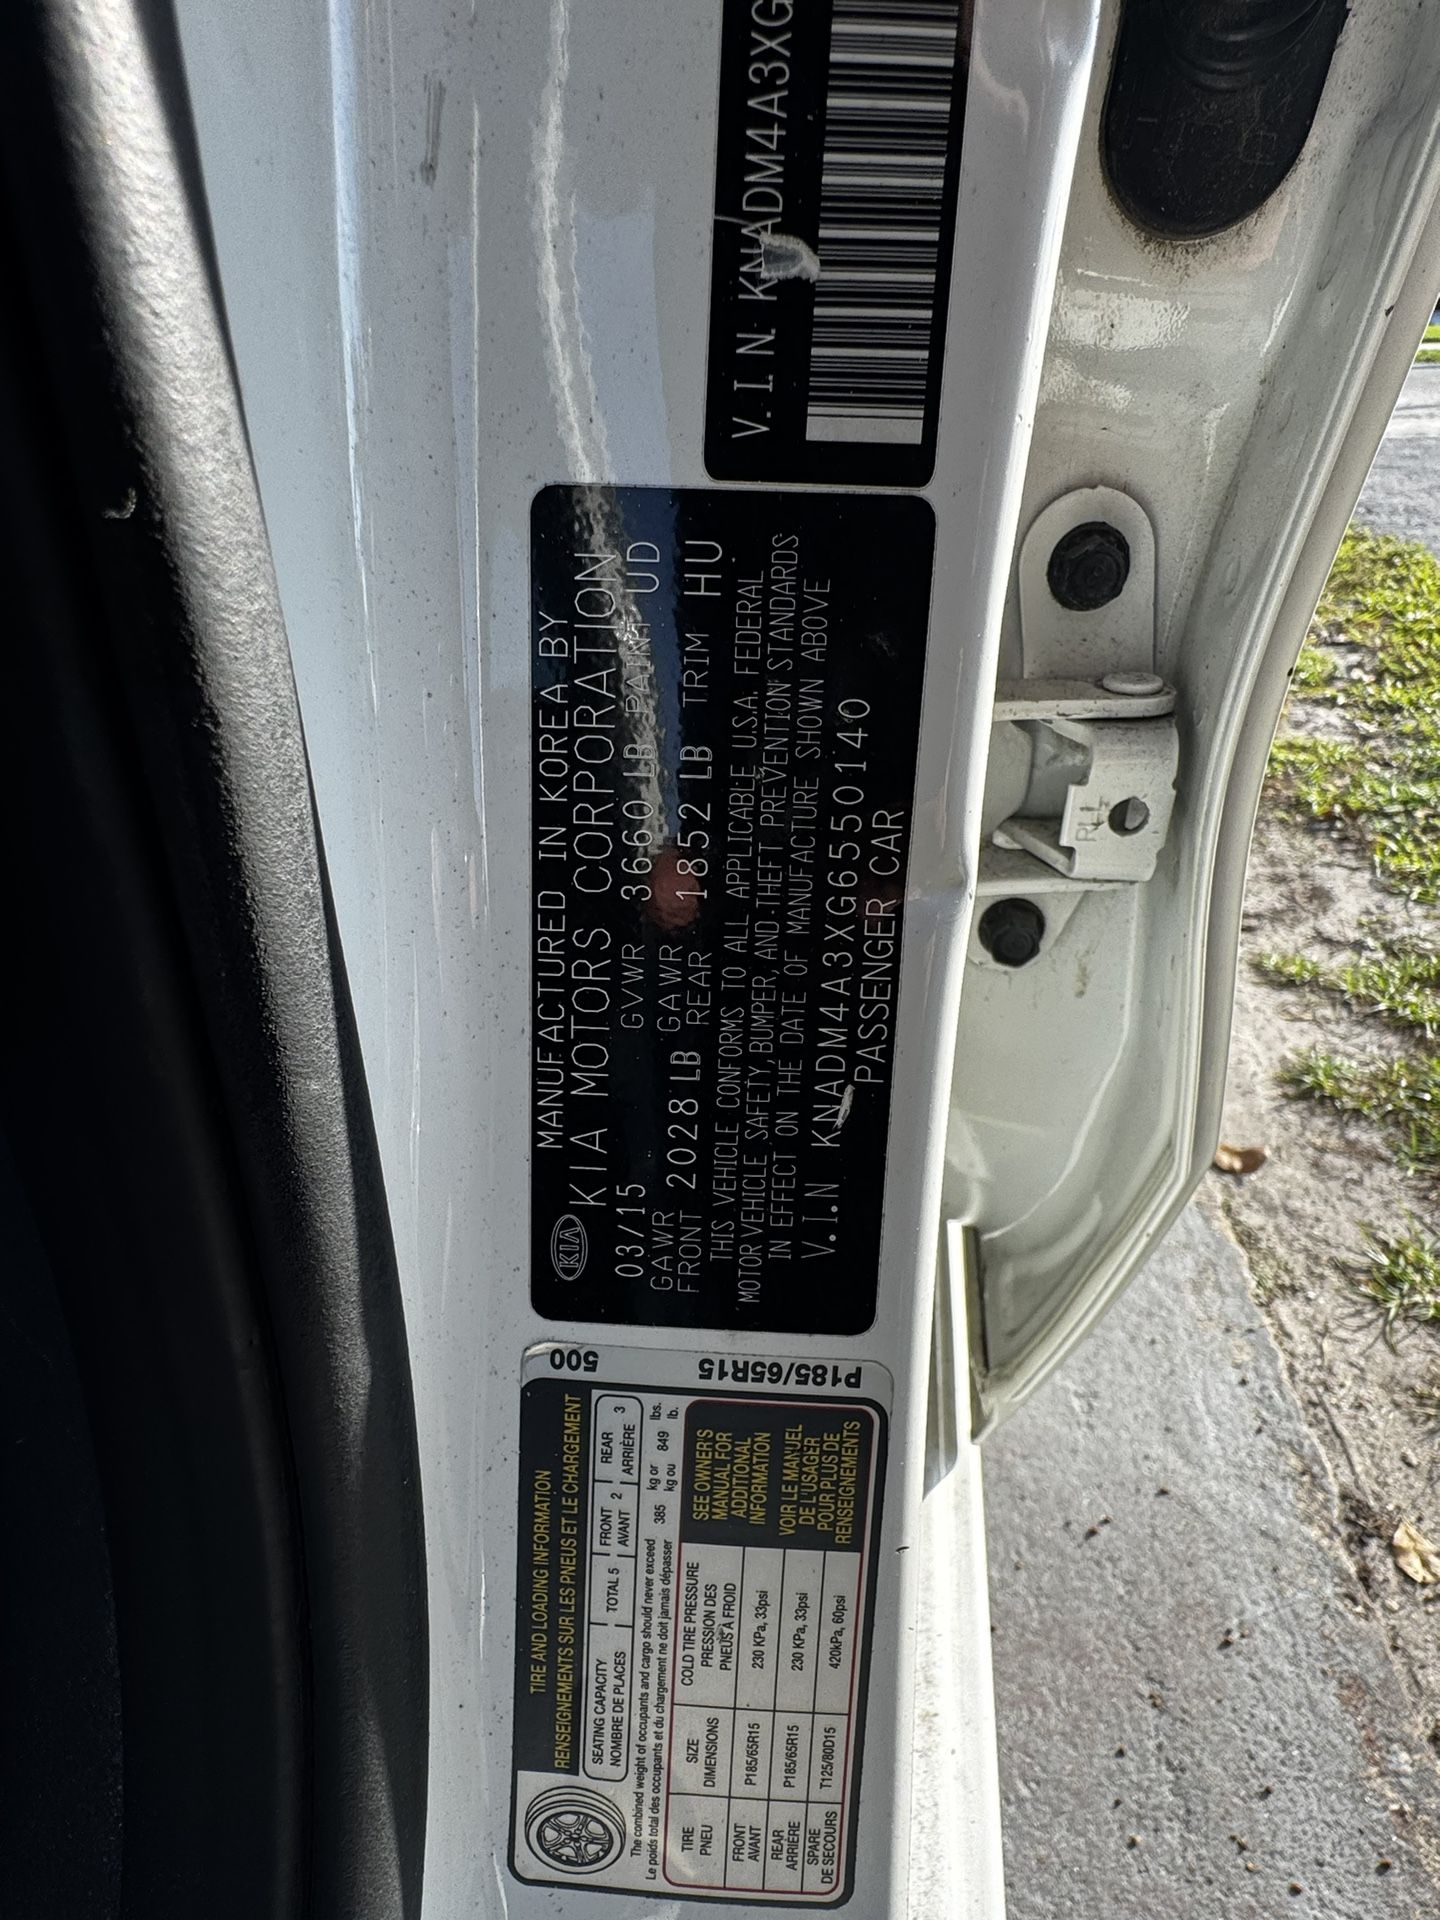 V.I.N. KNADM4A3XG
MANUFACTURED IN KOREA BY
KIA
KIA MOTORS CORPORATION
03/15 GVWR 3660 LB PAINT UD
GAWR FRONT 2028 LB GAWR REAR 1852 LB TRIM HU
THIS VEHICLE CONFORMS TO ALL APPLICABLE U.S.A. FEDERAL
MOTOR VEHICLE SAFETY, BUMPER, AND THEFT PREVENTION STANDARDS
IN EFFECT ON THE DATE OF MANUFACTURE SHOWN ABOVE
V.I.N KNADM4A3XG6550140
PASSENGER CAR
500
P185/65R15
TIRE AND LOADING INFORMATION
RENSEIGNEMENTS SUR LES PNEUS ET LE CHARGEMENT
SEATING CAPACITY TOTAL 5 FRONT 2 REAR 3
NOMBRE DE PLACES AVANT ARRIÈRE
The combined weight of occupants and cargo should never exceed 385 kg or 849 lbs.
Le poids total des occupants et du chargement ne doit jamais dépasser kg ou lb.
TIRE SIZE COLD TIRE PRESSURE
PNEU DIMENSIONS PRESSION DES
PNEUS À FROID
FRONT P185/65R15 230 KPa, 33psi
AVANT
REAR P185/65R15 230 KPa, 33psi
ARRIÈRE
SPARE T125/80D15 420kPa, 60psi
DE SECOURS
SEE OWNER'S
MANUAL FOR
ADDITIONAL
INFORMATION
VOIR LE MANUEL
DE L'USAGER
POUR PLUS DE
RENSEIGNEMENTS